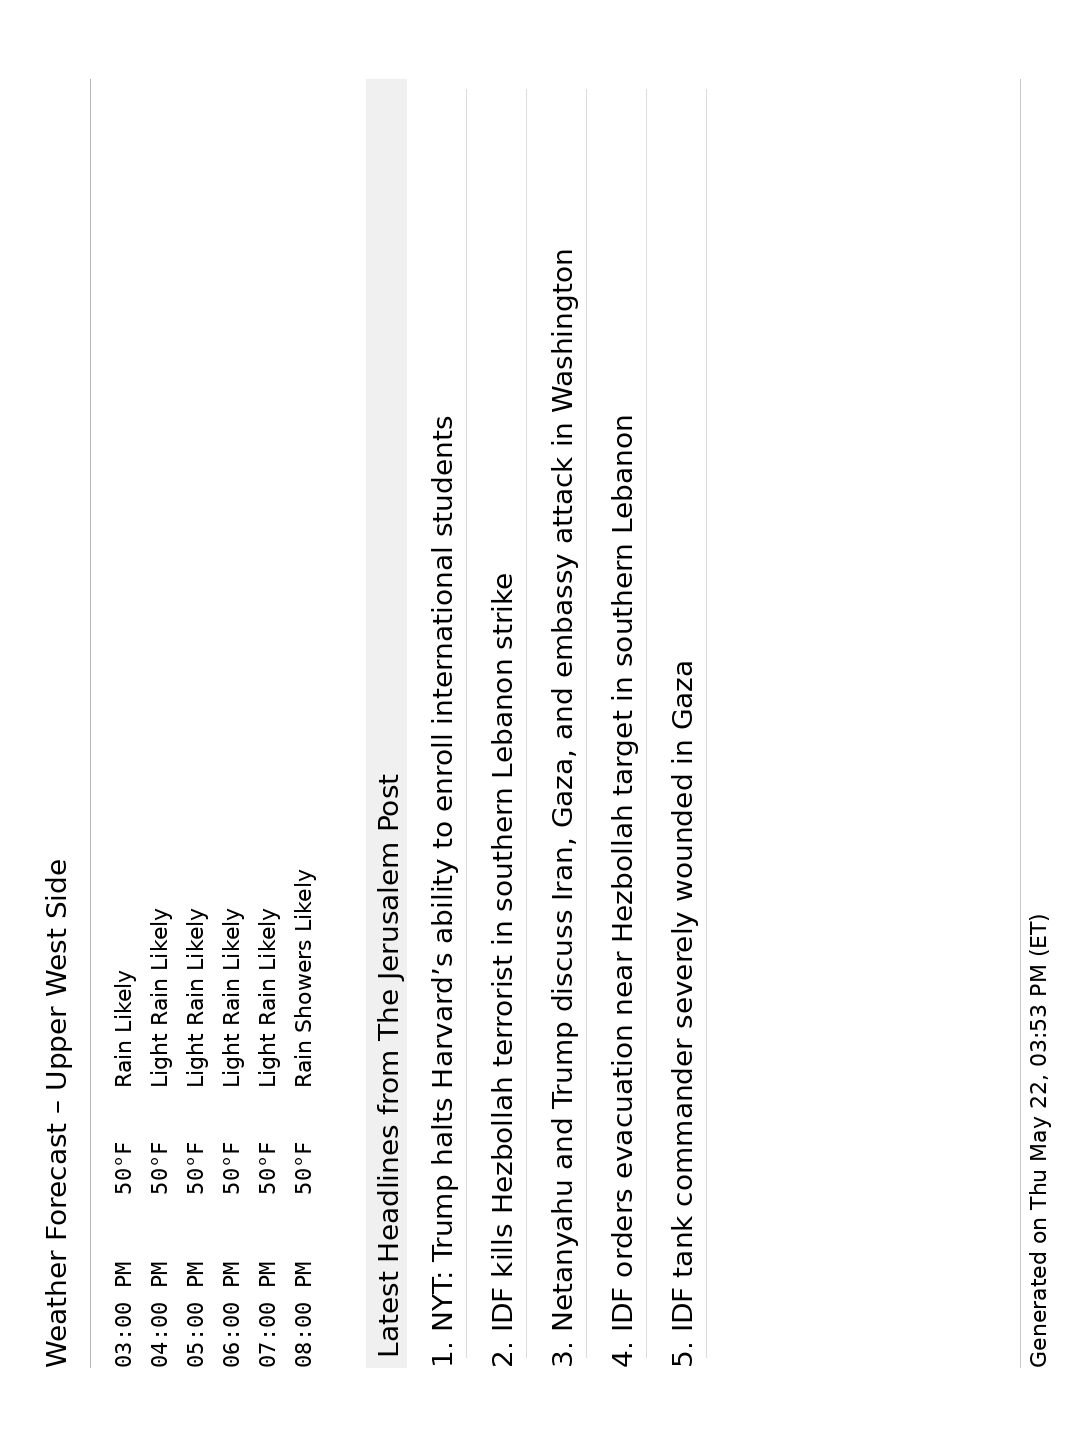 Weather Forecast – Upper West Side
03:00 PM 50°F Rain Likely
04:00 PM 50°F Light Rain Likely
05:00 PM 50°F Light Rain Likely
06:00 PM 50°F Light Rain Likely
07:00 PM 50°F Light Rain Likely
08:00 PM 50°F Rain Showers Likely
Latest Headlines from The Jerusalem Post
1. NYT: Trump halts Harvard’s ability to enroll international students
2. IDF kills Hezbollah terrorist in southern Lebanon strike
3. Netanyahu and Trump discuss Iran, Gaza, and embassy attack in Washington
4. IDF orders evacuation near Hezbollah target in southern Lebanon
5. IDF tank commander severely wounded in Gaza
Generated on Thu May 22, 03:53 PM (ET)